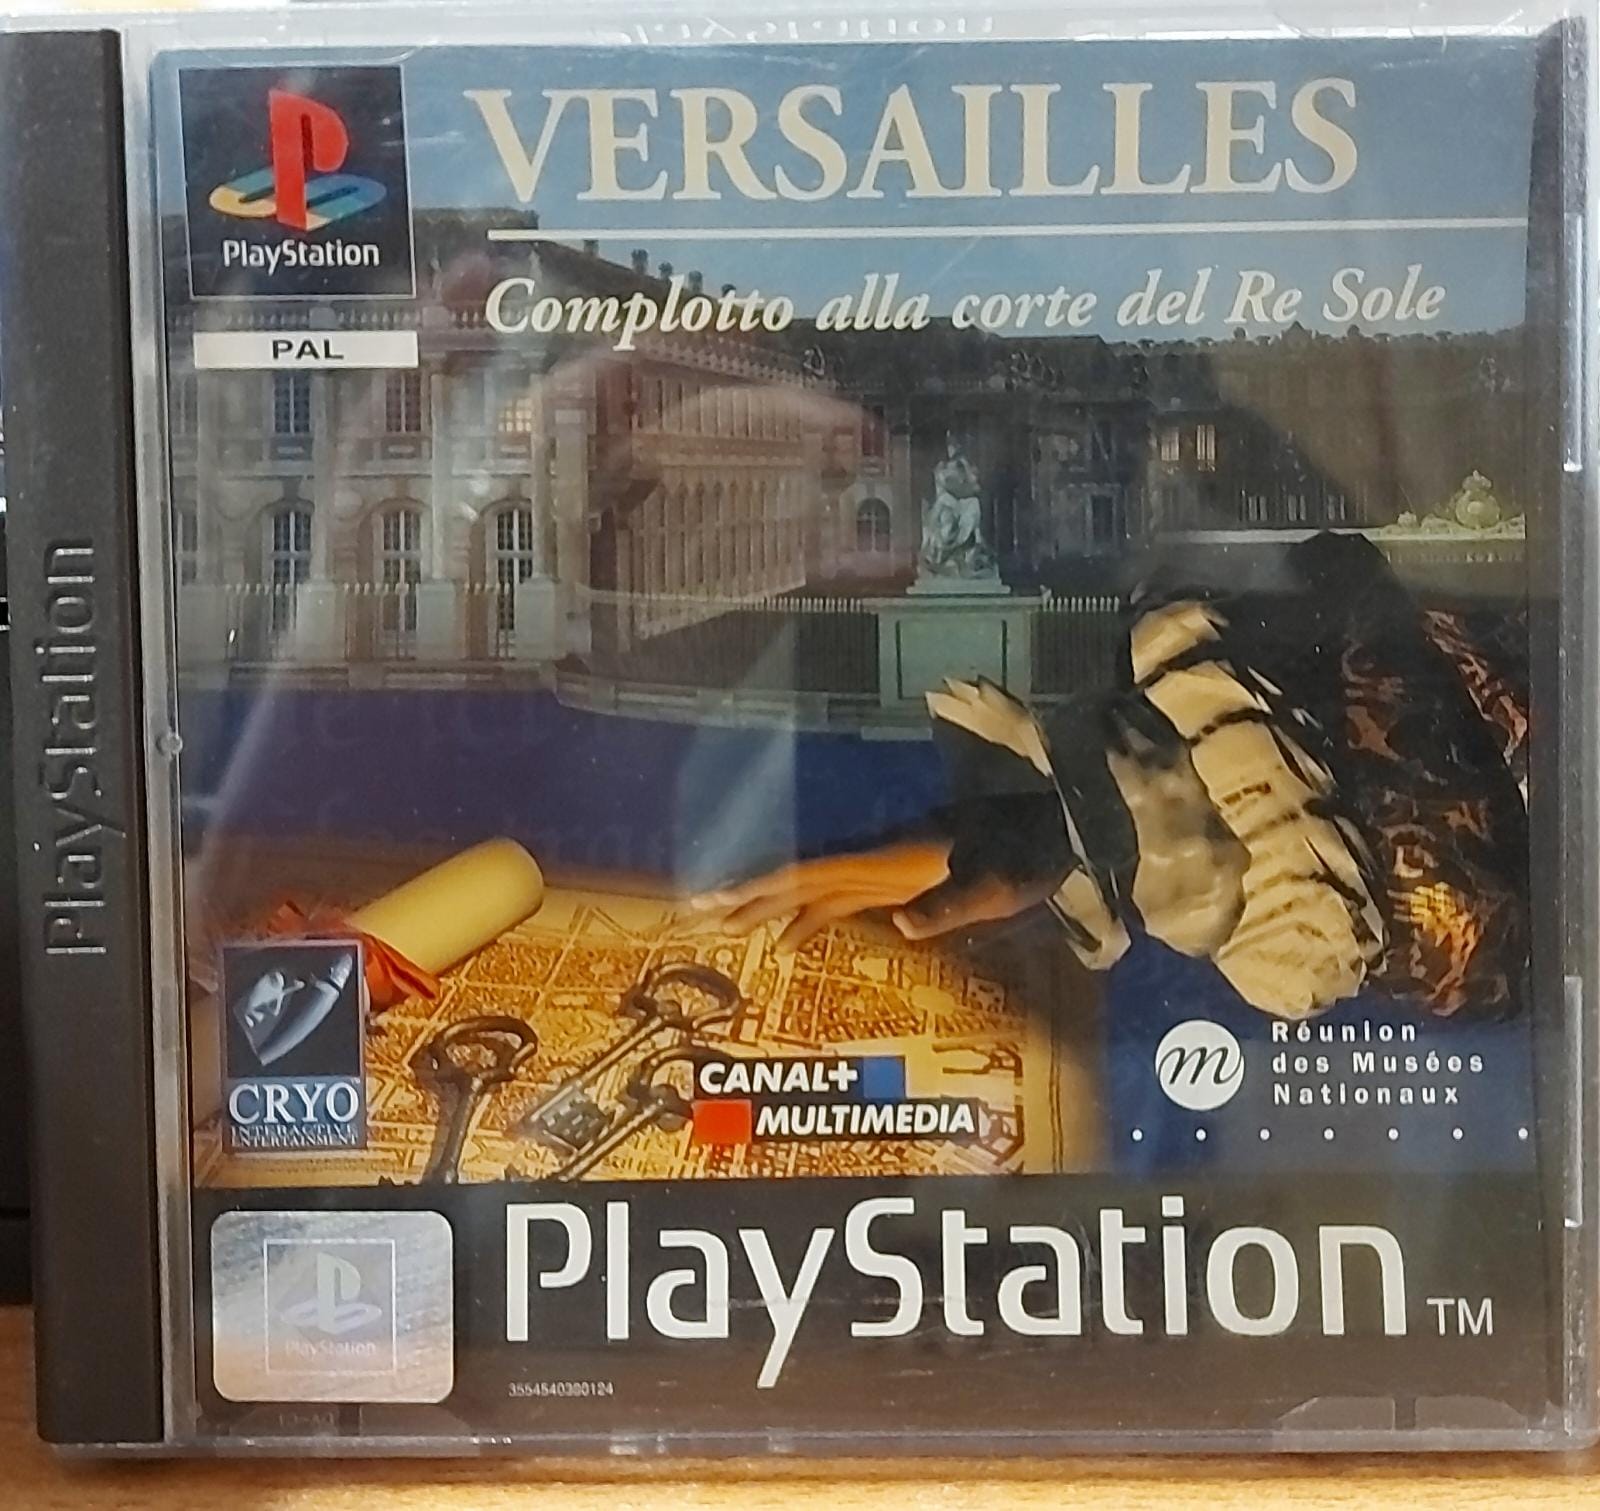 PlayStation
VERSAILLES
PlayStation
Complotto alla corte del Re Sole
PAL
CRYO
INTERACTIVE
ENTERTAINMENT
CANAL+
MULTIMEDIA
m
Réunion
des Musées
Nationaux
PlayStation
PlayStation TM
3554540380124